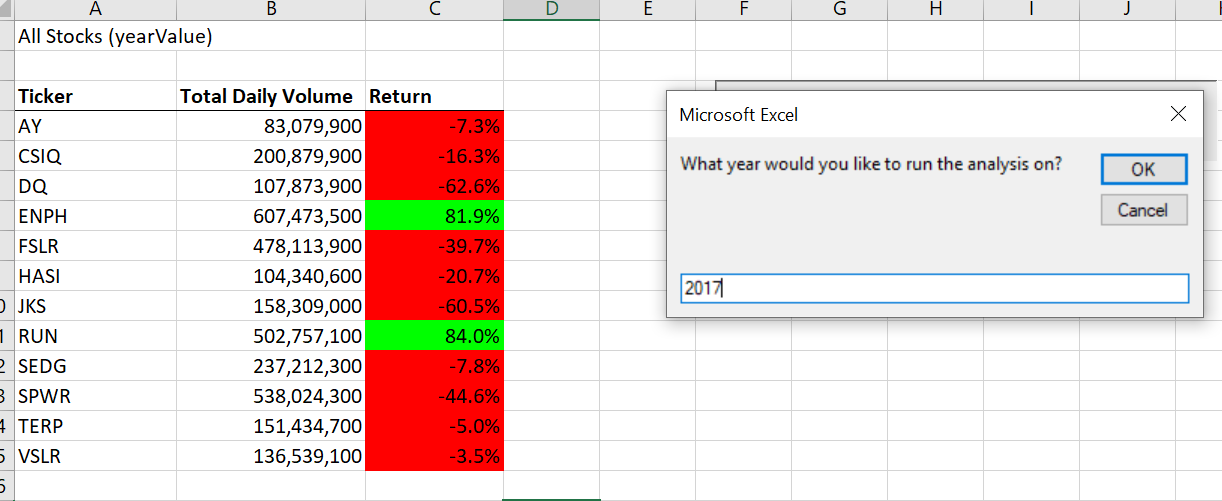 A B C D E F G H I J
All Stocks (yearValue)
Ticker Total Daily Volume Return
AY 83,079,900 -7.3%
CSIQ 200,879,900 -16.3%
DQ 107,873,900 -62.6%
ENPH 607,473,500 81.9%
FSLR 478,113,900 -39.7%
HASI 104,340,600 -20.7%
0 JKS 158,309,000 -60.5%
1 RUN 502,757,100 84.0%
2 SEDG 237,212,300 -7.8%
3 SPWR 538,024,300 -44.6%
4 TERP 151,434,700 -5.0%
5 VSLR 136,539,100 -3.5%
6
Microsoft Excel
What year would you like to run the analysis on?
OK
Cancel
2017